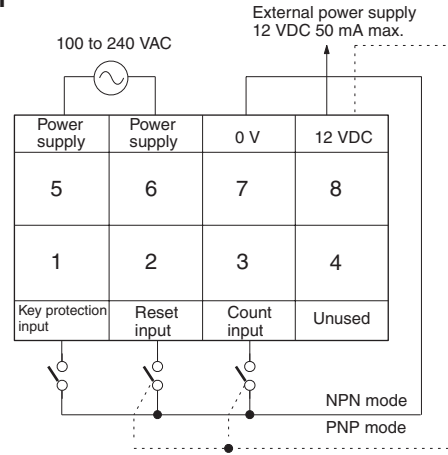 External power supply
12 VDC 50 mA max.
100 to 240 VAC
Power
supply
Power
supply
0 V
12 VDC
5
6
7
8
1
2
3
4
Key protection
input
Reset
input
Count
input
Unused
NPN mode
PNP mode